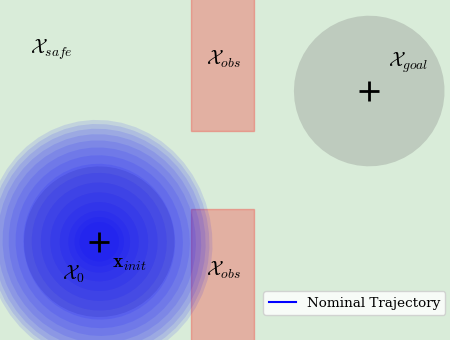 𝒳_safe
𝒳_obs
𝒳_goal
𝐱_init
𝒳_0
𝒳_obs
Nominal Trajectory